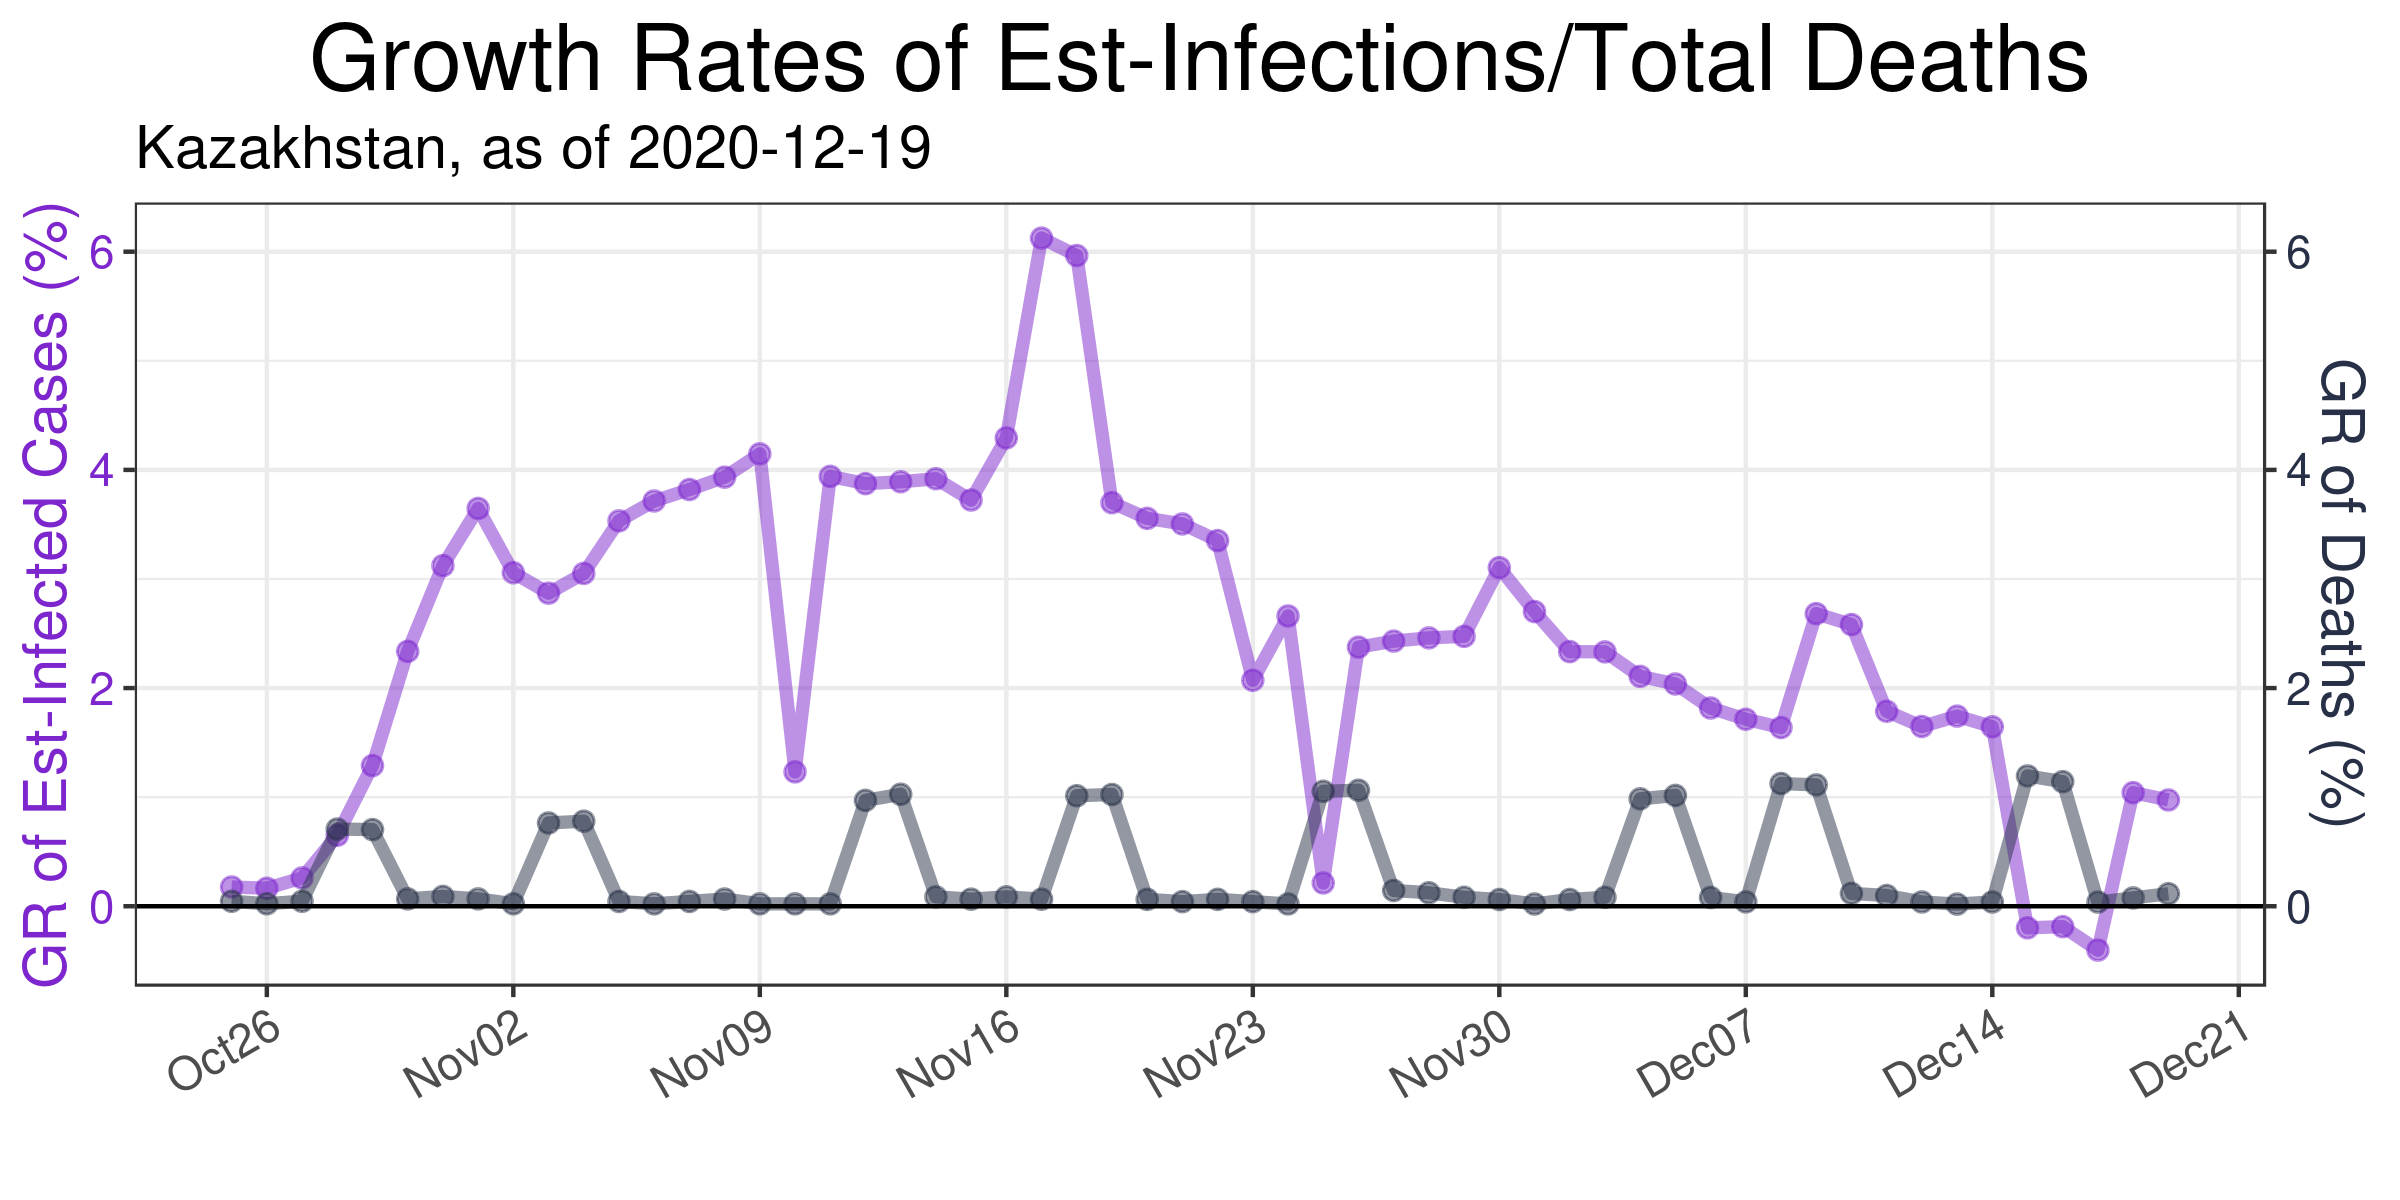 Growth Rates of Est-Infections/Total Deaths
Kazakhstan, as of 2020-12-19
GR of Est-Infected Cases (%)
6
4
2
0
6
4
2
0
GR of Deaths (%)
Oct26
Nov02
Nov09
Nov16
Nov23
Nov30
Dec07
Dec14
Dec21